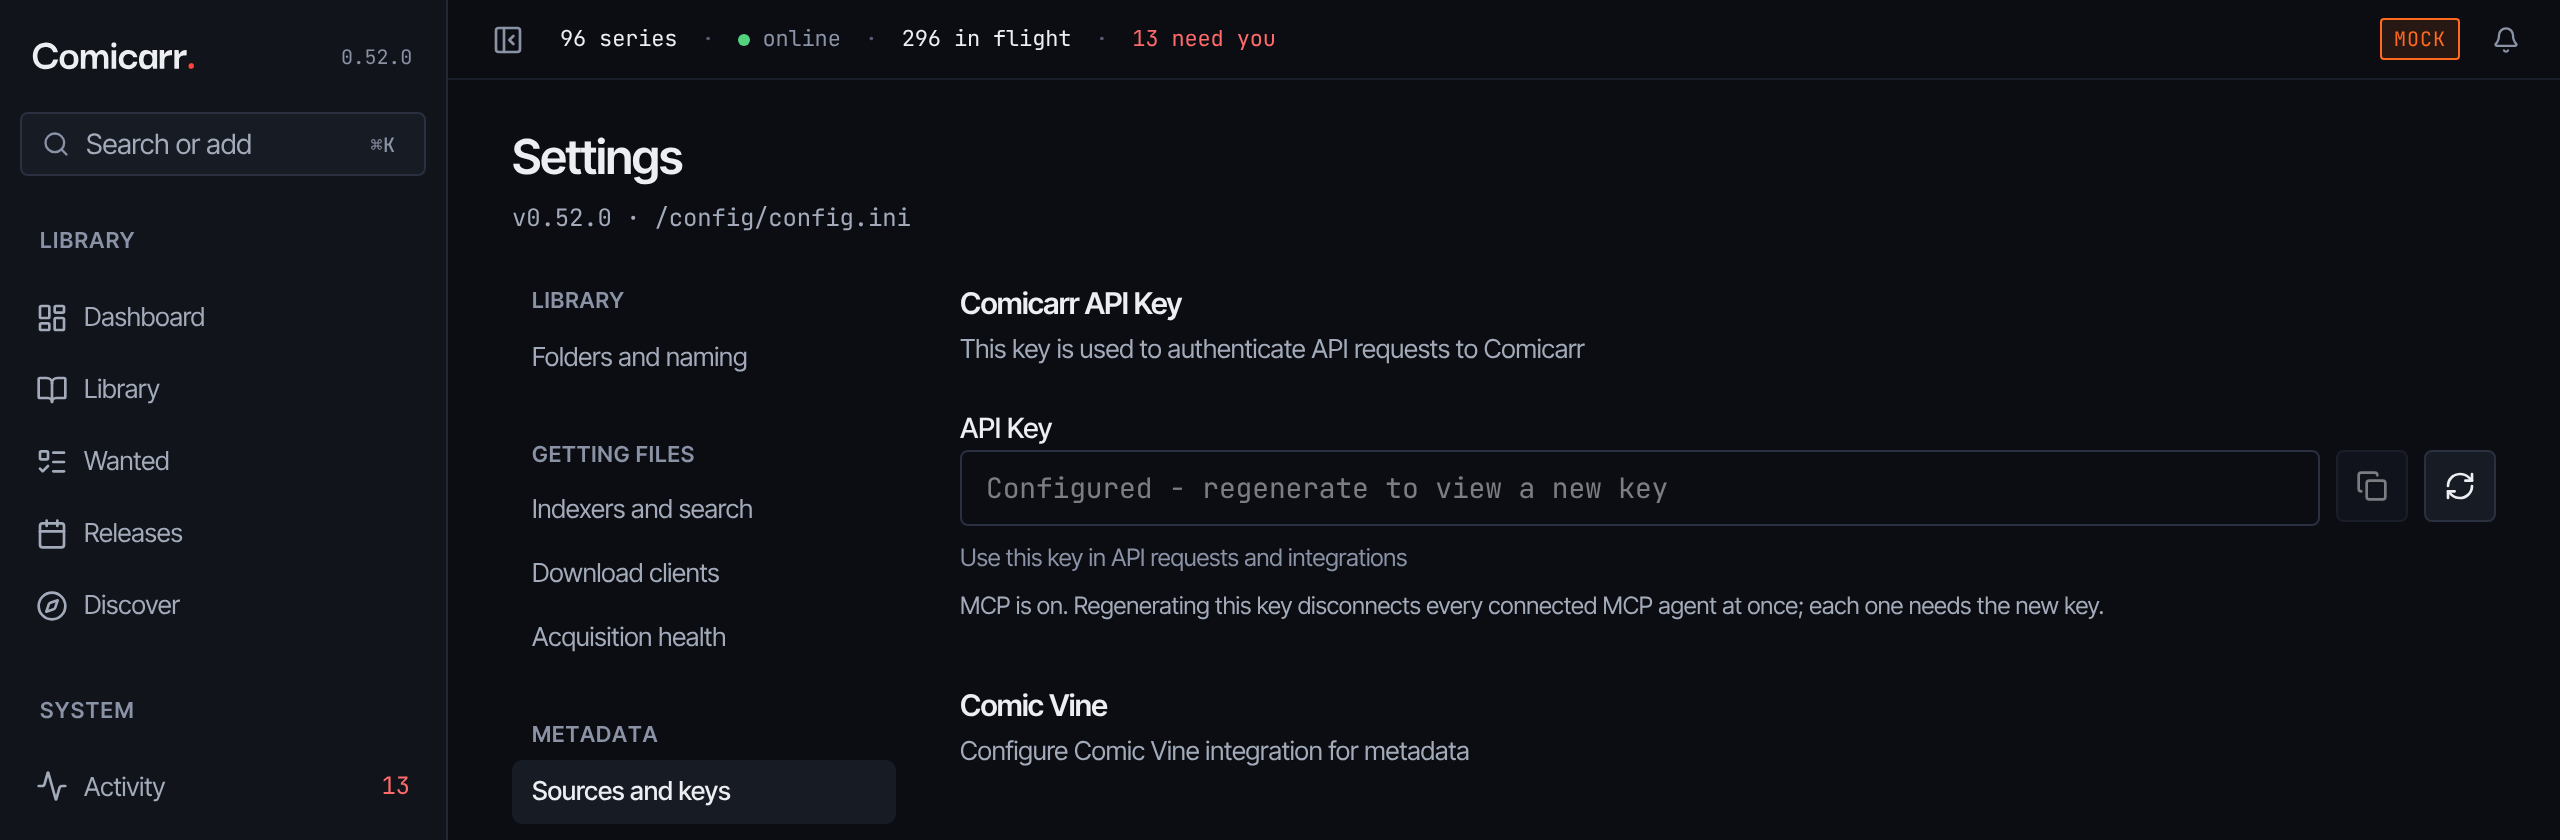 Comicarr.
0.52.0
Search or add
⌘K
LIBRARY
Dashboard
Library
Wanted
Releases
Discover
SYSTEM
Activity
13
96 series · online · 296 in flight · 13 need you
MOCK
Settings
v0.52.0 · /config/config.ini
LIBRARY
Folders and naming
GETTING FILES
Indexers and search
Download clients
Acquisition health
METADATA
Sources and keys
Comicarr API Key
This key is used to authenticate API requests to Comicarr
API Key
Configured - regenerate to view a new key
Use this key in API requests and integrations
MCP is on. Regenerating this key disconnects every connected MCP agent at once; each one needs the new key.
Comic Vine
Configure Comic Vine integration for metadata